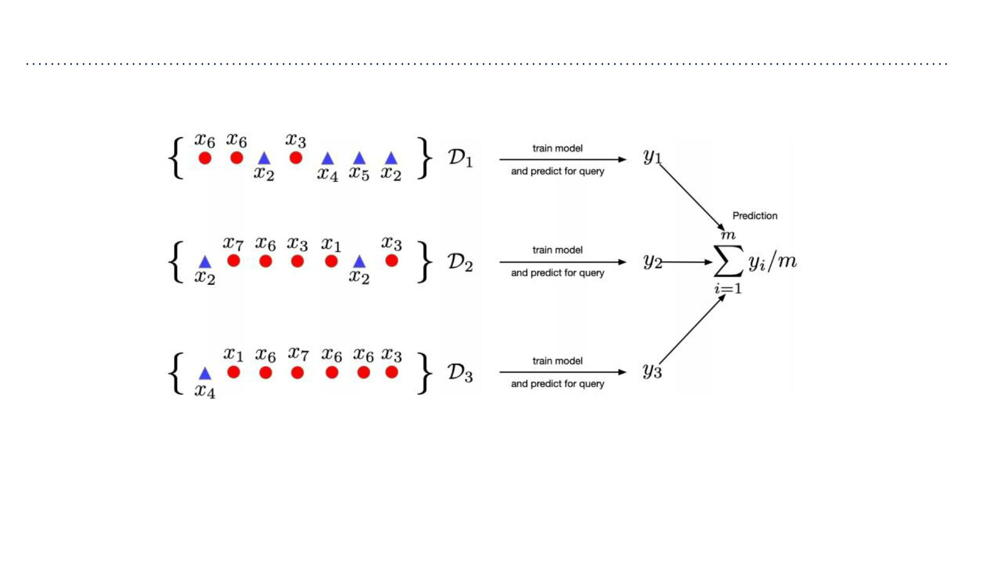 { x₆ x₆ x₂ x₃ x₄ x₅ x₂ } 𝒟₁
train model
and predict for query
y₁
Prediction
{ x₂ x₇ x₆ x₃ x₁ x₂ x₃ } 𝒟₂
train model
and predict for query
y₂
m
∑ yᵢ/m
i=1
{ x₄ x₁ x₆ x₇ x₆ x₆ x₃ } 𝒟₃
train model
and predict for query
y₃